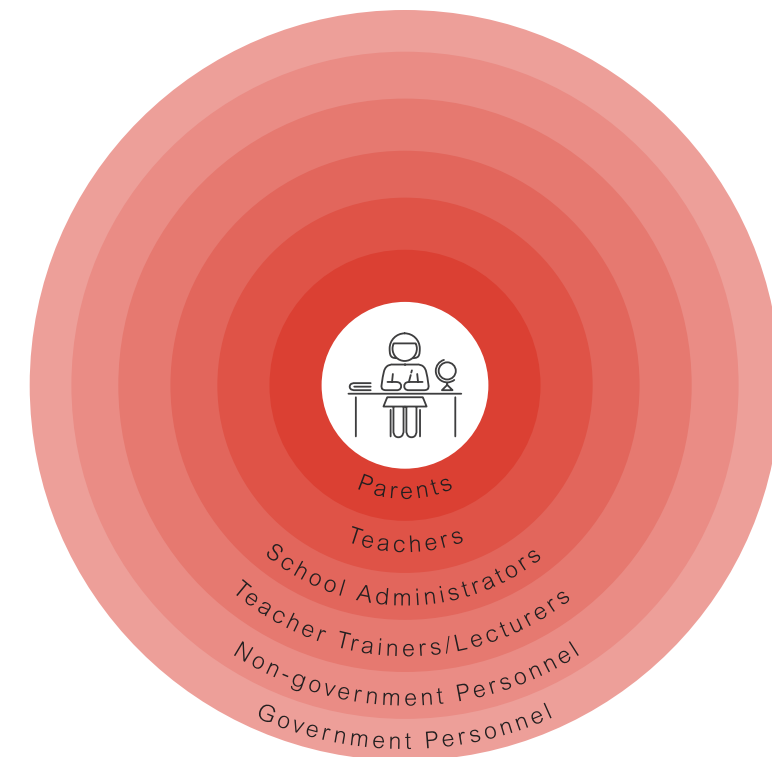 Parents
Teachers
School Administrators
Teacher Trainers/Lecturers
Non-government Personnel
Government Personnel